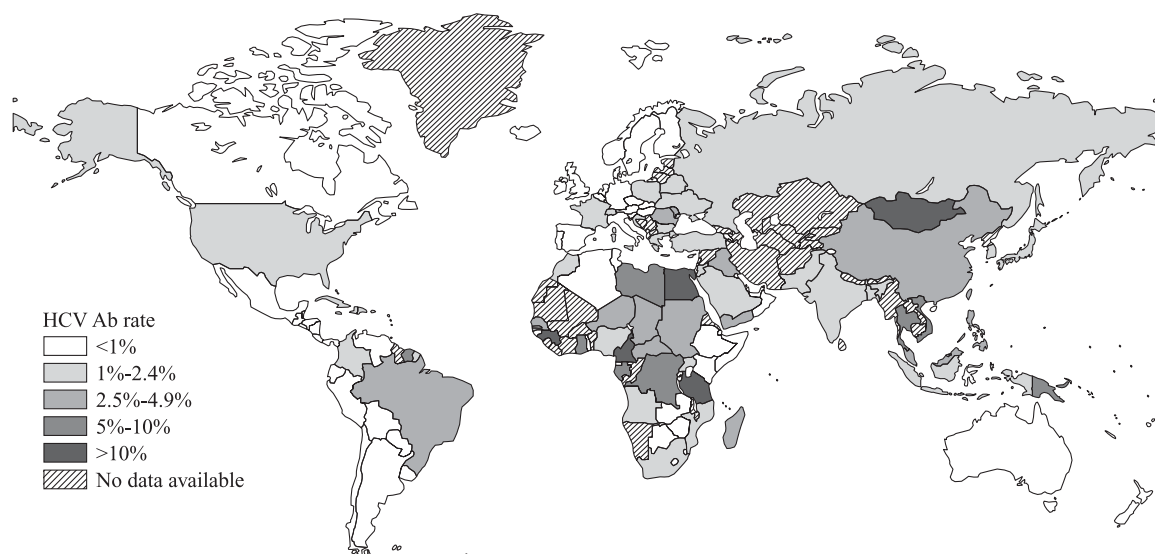 HCV Ab rate
<1%
1%-2.4%
2.5%-4.9%
5%-10%
>10%
No data available